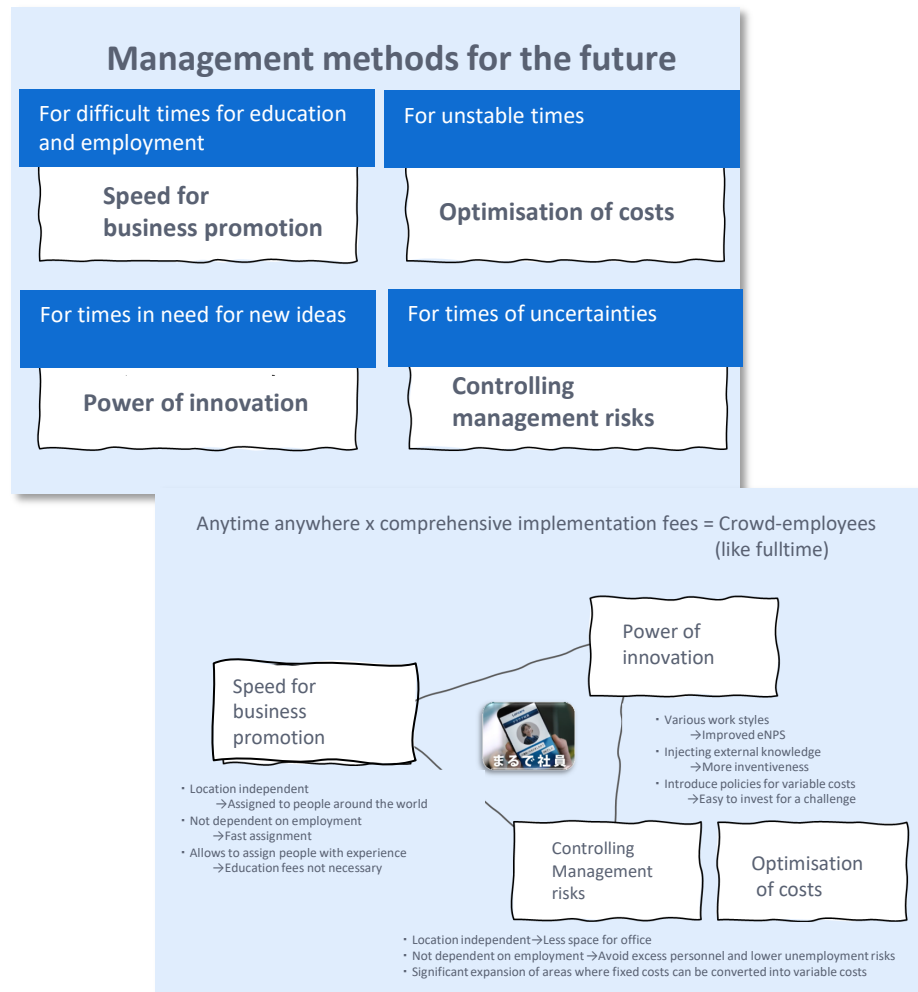 Management methods for the future
For difficult times for education
and employment
Speed for
business promotion
For unstable times
Optimisation of costs
For times in need for new ideas
Power of innovation
For times of uncertainties
Controlling
management risks
Anytime anywhere x comprehensive implementation fees = Crowd-employees
(like fulltime)
Power of
innovation
Speed for
business
promotion
まるで社員
・Various work styles
→Improved eNPS
・Injecting external knowledge
→More inventiveness
・Introduce policies for variable costs
→Easy to invest for a challenge
・Location independent
→Assigned to people around the world
・Not dependent on employment
→Fast assignment
・Allows to assign people with experience
→Education fees not necessary
Controlling
Management
risks
Optimisation
of costs
・Location independent→Less space for office
・Not dependent on employment →Avoid excess personnel and lower unemployment risks
・Significant expansion of areas where fixed costs can be converted into variable costs